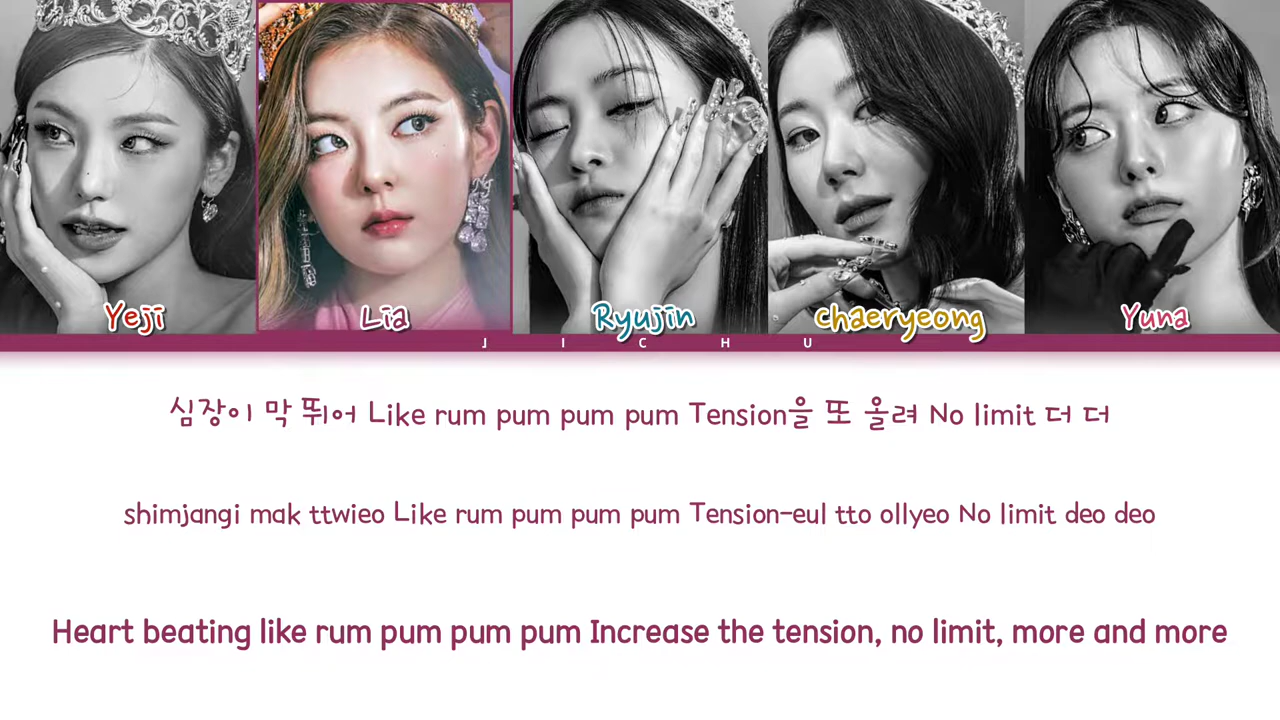 Yeji Lia Ryujin chaeryeong Yuna
J I C H U
심장이 막 뛰어 Like rum pum pum pum Tension을 또 올려 No limit 더 더
shimjangi mak ttwieo Like rum pum pum pum Tension-eul tto ollyeo No limit deo deo
Heart beating like rum pum pum pum Increase the tension, no limit, more and more